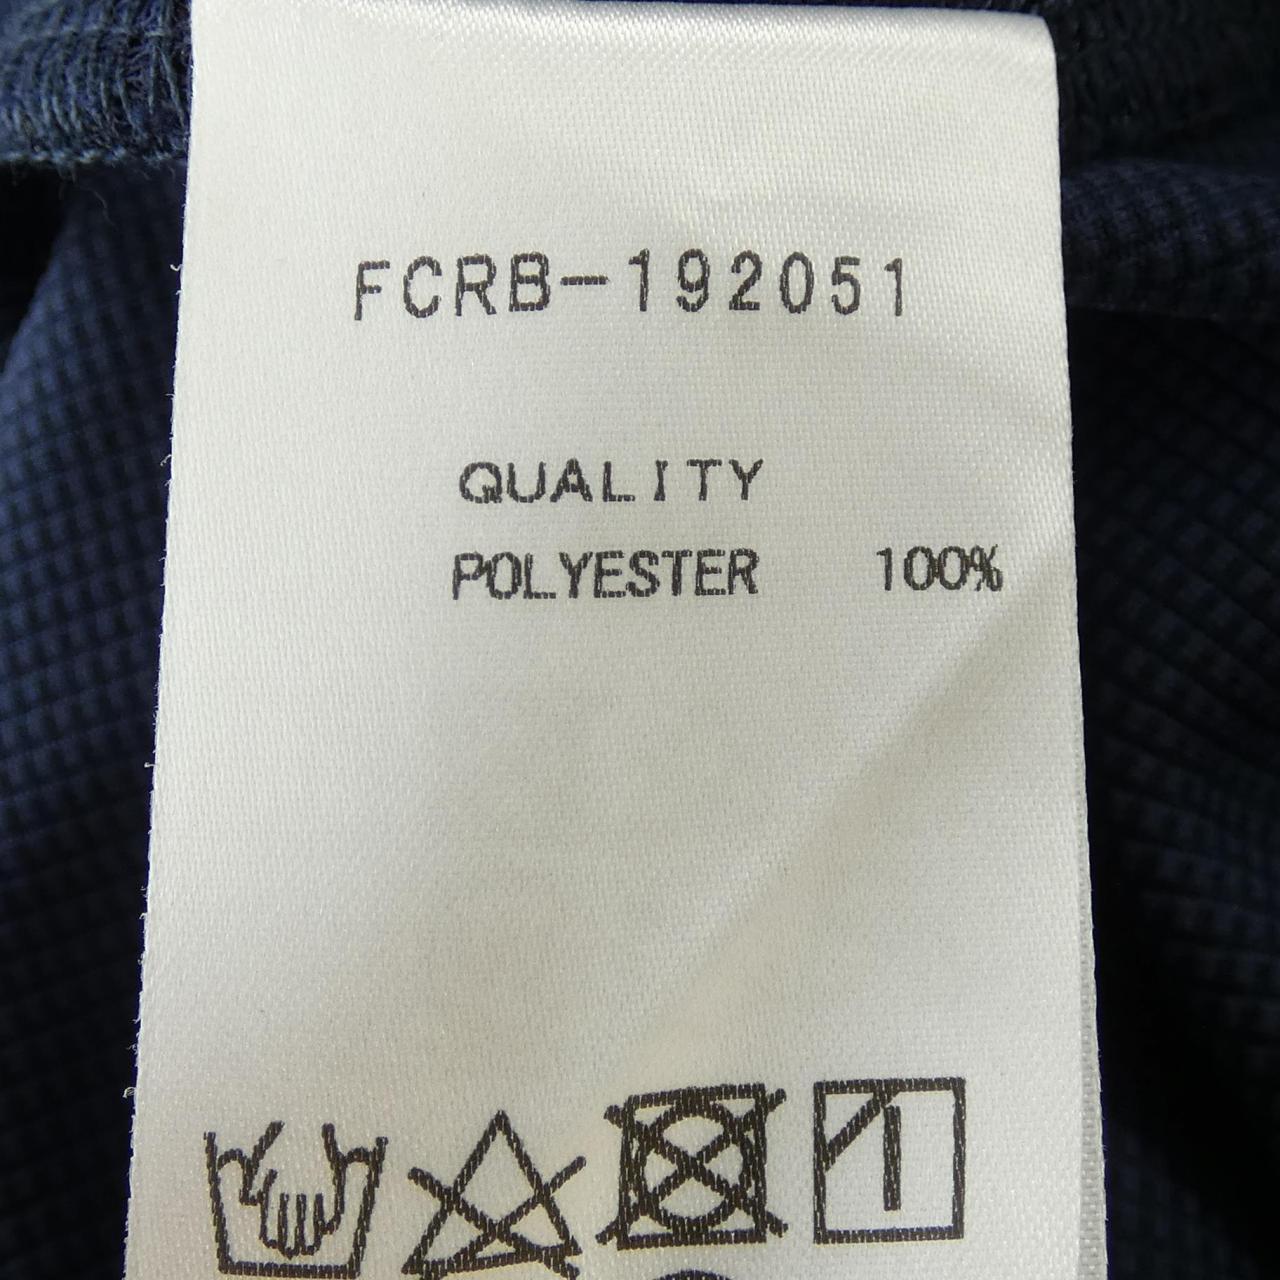 FCRB-192051
QUALITY
POLYESTER 100%